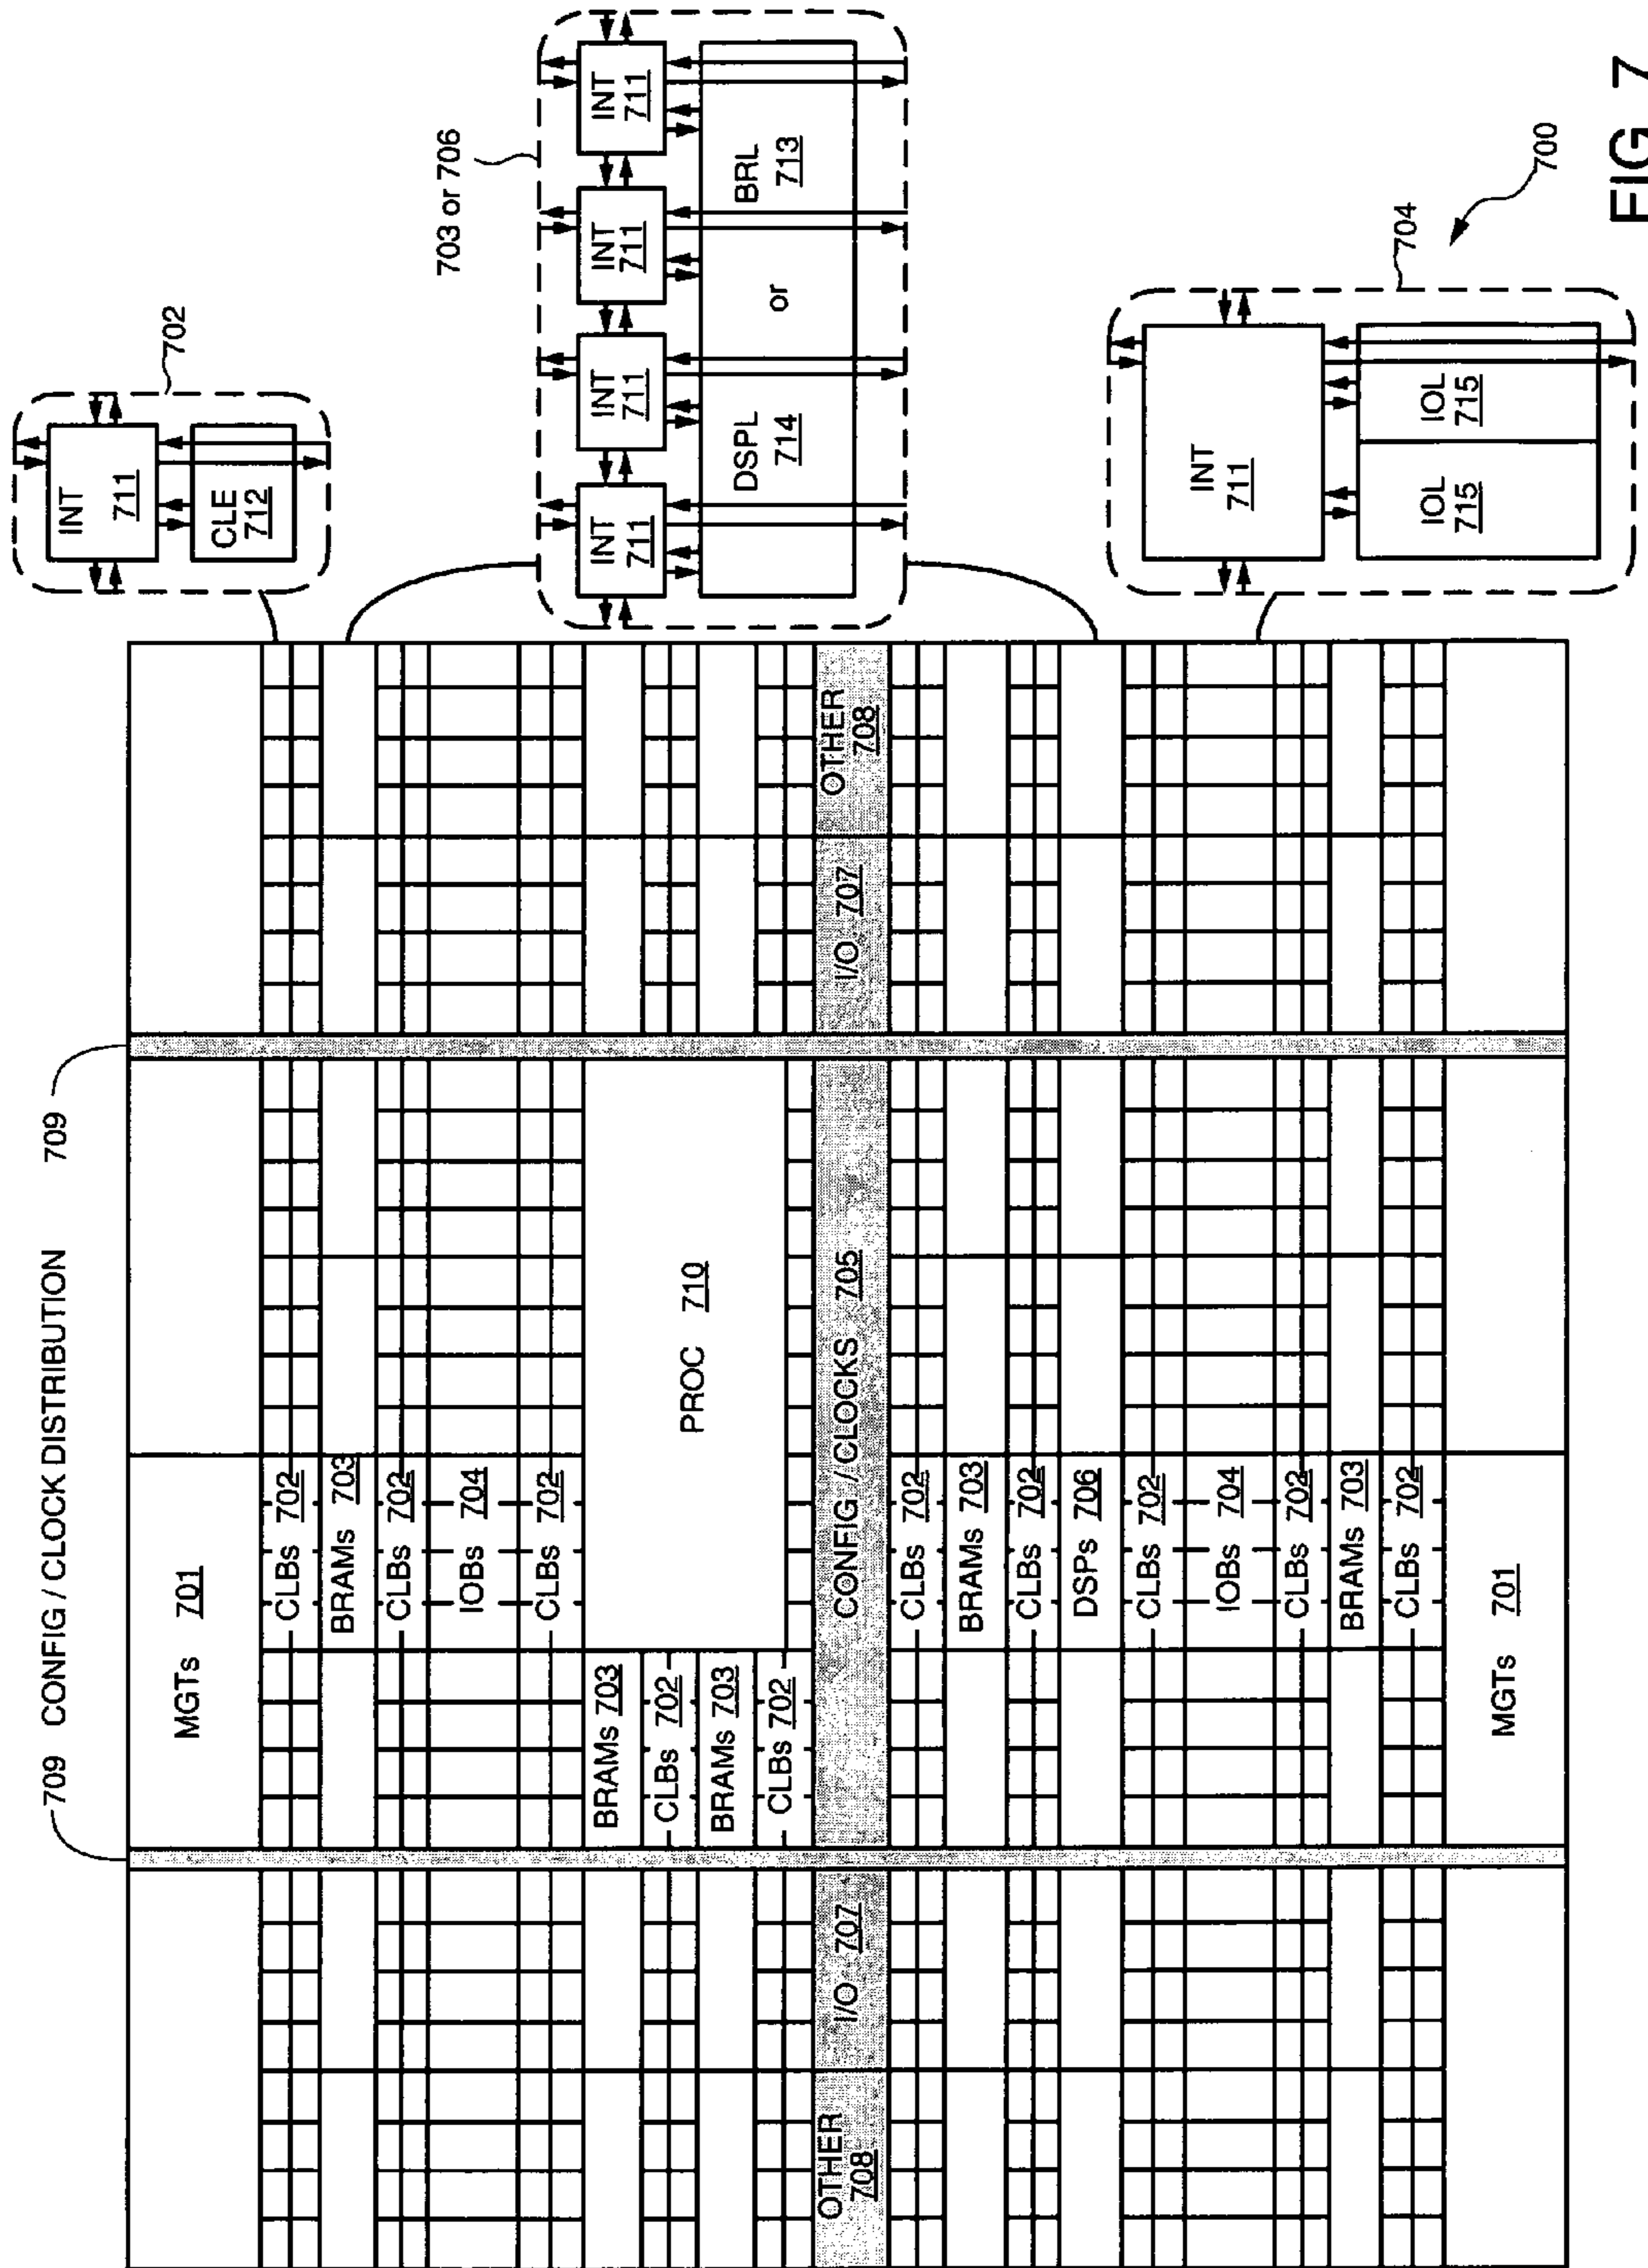 709 CONFIG / CLOCK DISTRIBUTION 709
MGTs 701
CLBs 702
BRAMs 703
CLBs 702
IOBs 704
CLBs 702
BRAMs 703
CLBs 702
BRAMs 703
CLBs 702
PROC 710
OTHER
708
I/O 707
CONFIG / CLOCKS 705
I/O 707
OTHER
708
CLBs 702
BRAMs 703
CLBs 702
DSPs 706
CLBs 702
IOBs 704
CLBs 702
BRAMs 703
CLBs 702
MGTs 701
702
INT
711
CLE
712
703 or 706
INT
711
INT
711
INT
711
INT
711
DSPL
714
or
BRL
713
704
INT
711
IOL
715
IOL
715
700
FIG. 7